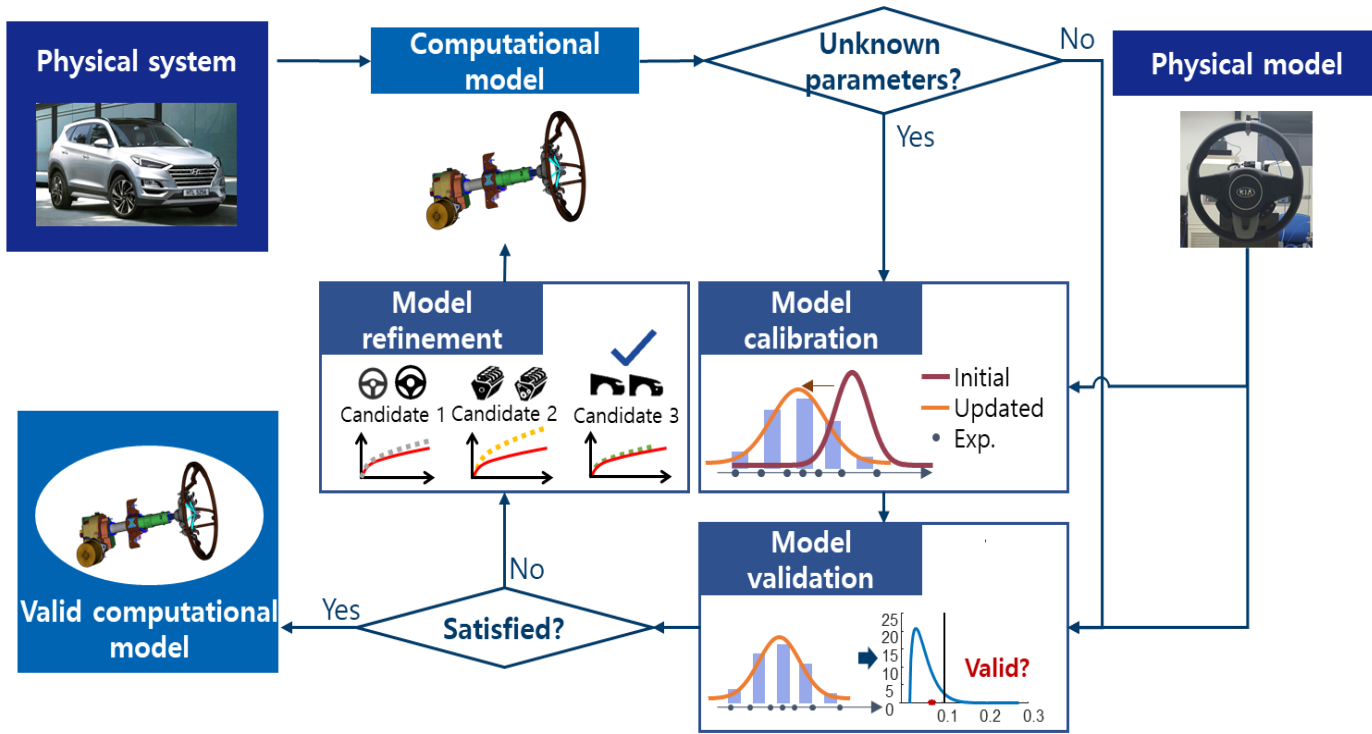 Physical system
Computational
model
Unknown
parameters?
No
Physical model
Yes
KIA
Model
refinement
Candidate 1
Candidate 2
Candidate 3
Model
calibration
Initial
Updated
Exp.
Model
validation
25
20
15
10
5
0
0.1
0.2
0.3
Valid?
Satisfied?
No
Yes
Valid computational
model